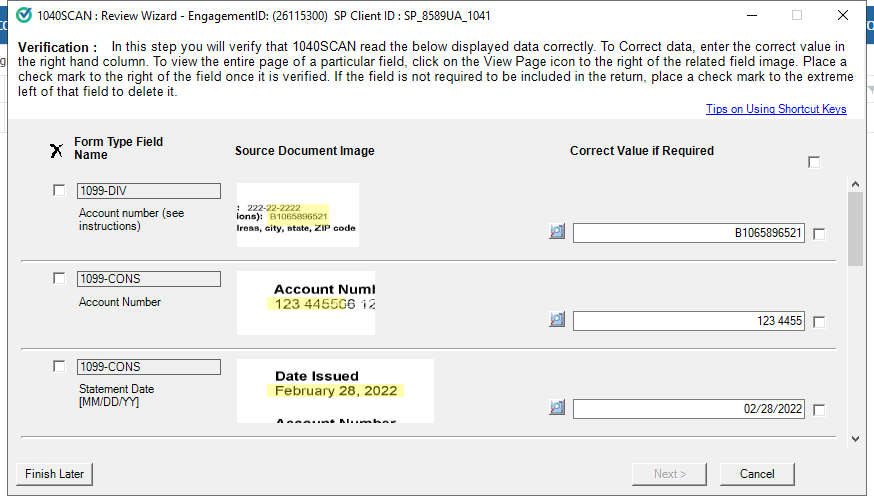 1040SCAN : Review Wizard - EngagementID: (26115300)  SP Client ID : SP_8589UA_1041
Verification :   In this step you will verify that 1040SCAN read the below displayed data correctly. To Correct data, enter the correct value in
the right hand column. To view the entire page of a particular field, click on the View Page icon to the right of the related field image. Place a
check mark to the right of the field once it is verified. If the field is not required to be included in the return, place a check mark to the extreme
left of that field to delete it.
Tips on Using Shortcut Keys
X Form Type Field
Name
Source Document Image
Correct Value if Required
1099-DIV
Account number (see
instructions)
: 222-22-2222
ions): B1065896521
dress, city, state, ZIP code
B1065896521
1099-CONS
Account Number
Account Numb
123 445506 12
123 4455
1099-CONS
Statement Date
[MM/DD/YY]
Date Issued
February 28, 2022
Account Number
02/28/2022
Finish Later
Next >
Cancel